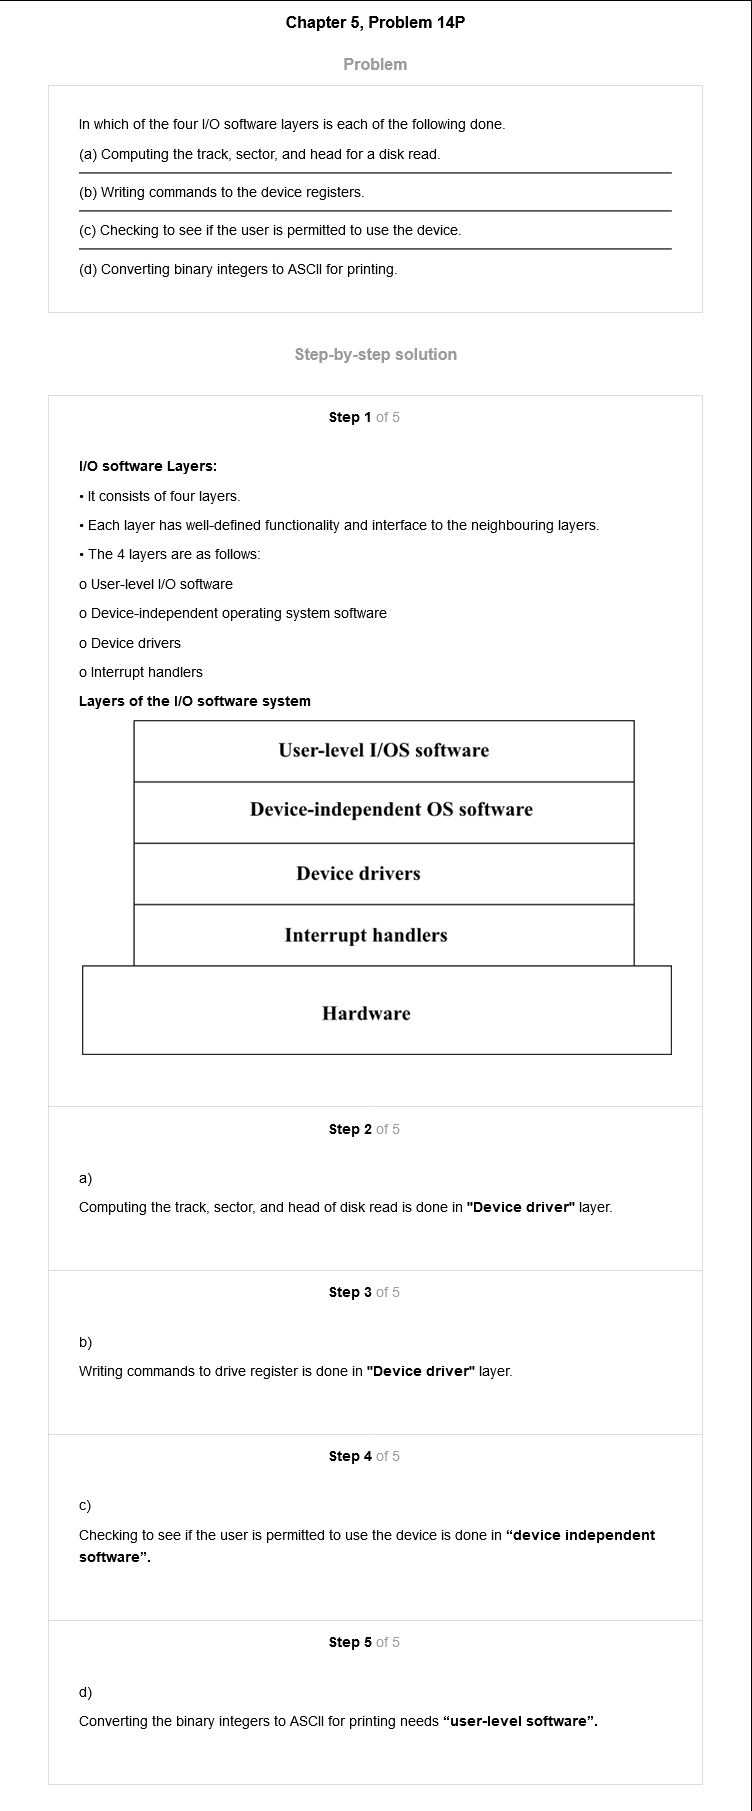 Chapter 5, Problem 14P
Problem
In which of the four I/O software layers is each of the following done.
(a) Computing the track, sector, and head for a disk read.
(b) Writing commands to the device registers.
(c) Checking to see if the user is permitted to use the device.
(d) Converting binary integers to ASCII for printing.
Step-by-step solution
Step 1 of 5
I/O software Layers:
• It consists of four layers.
• Each layer has well-defined functionality and interface to the neighbouring layers.
• The 4 layers are as follows:
o User-level I/O software
o Device-independent operating system software
o Device drivers
o Interrupt handlers
Layers of the I/O software system
User-level I/OS software
Device-independent OS software
Device drivers
Interrupt handlers
Hardware
Step 2 of 5
a)
Computing the track, sector, and head of disk read is done in "Device driver" layer.
Step 3 of 5
b)
Writing commands to drive register is done in "Device driver" layer.
Step 4 of 5
c)
Checking to see if the user is permitted to use the device is done in “device independent
software”.
Step 5 of 5
d)
Converting the binary integers to ASCII for printing needs “user-level software”.